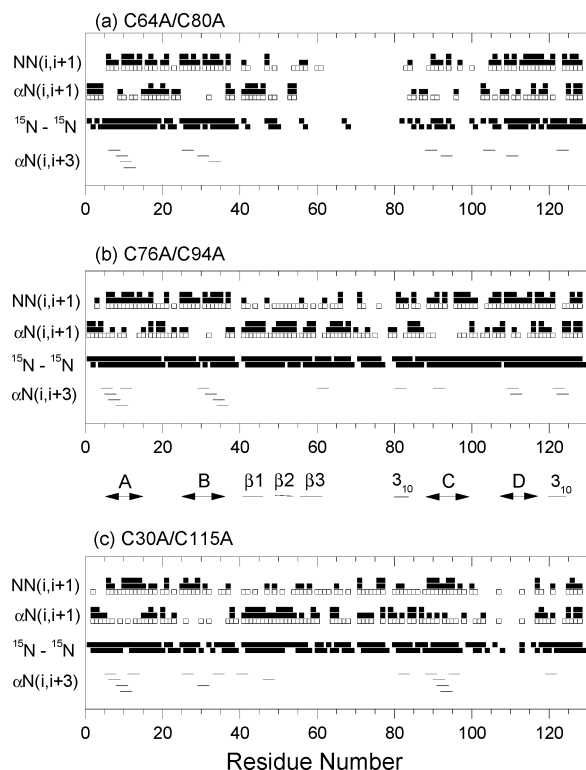 (a) C64A/C80A
NN(i,i+1)
αN(i,i+1)
¹⁵N - ¹⁵N
αN(i,i+3)
0 20 40 60 80 100 120
(b) C76A/C94A
NN(i,i+1)
αN(i,i+1)
¹⁵N - ¹⁵N
αN(i,i+3)
0 20 40 60 80 100 120
A B β1 β2 β3 3₁₀ C D 3₁₀
(c) C30A/C115A
NN(i,i+1)
αN(i,i+1)
¹⁵N - ¹⁵N
αN(i,i+3)
0 20 40 60 80 100 120
Residue Number